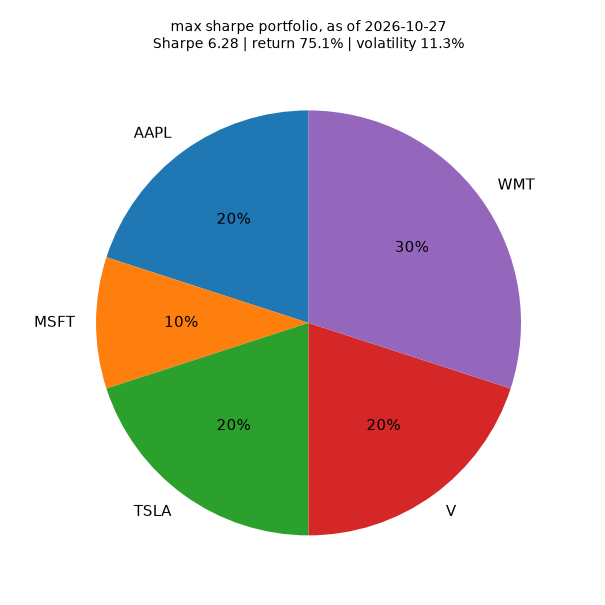 max sharpe portfolio, as of 2026-10-27
Sharpe 6.28 | return 75.1% | volatility 11.3%
AAPL
WMT
20%
30%
MSFT
10%
20%
20%
TSLA
V